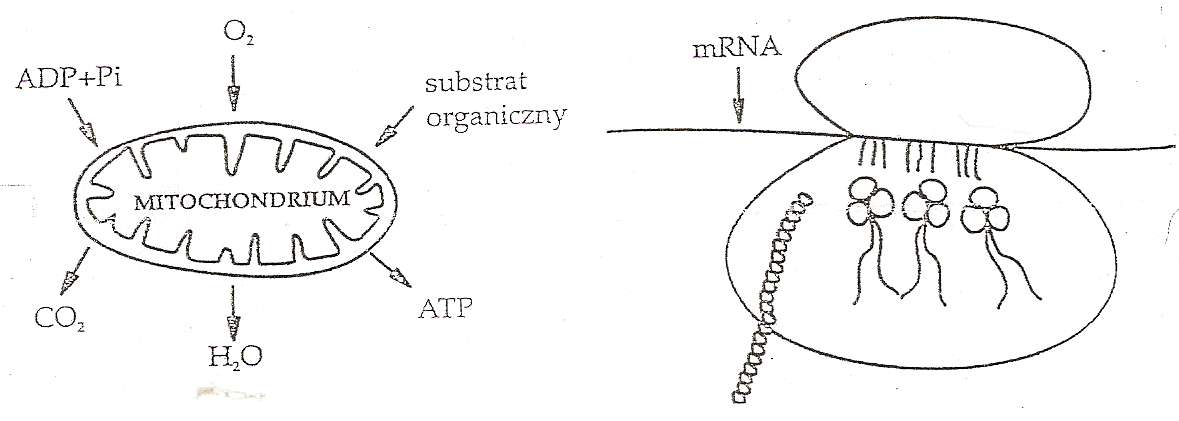 O₂
ADP+Pi
substrat
organiczny
MITOCHONDRIUM
CO₂
H₂O
ATP
mRNA